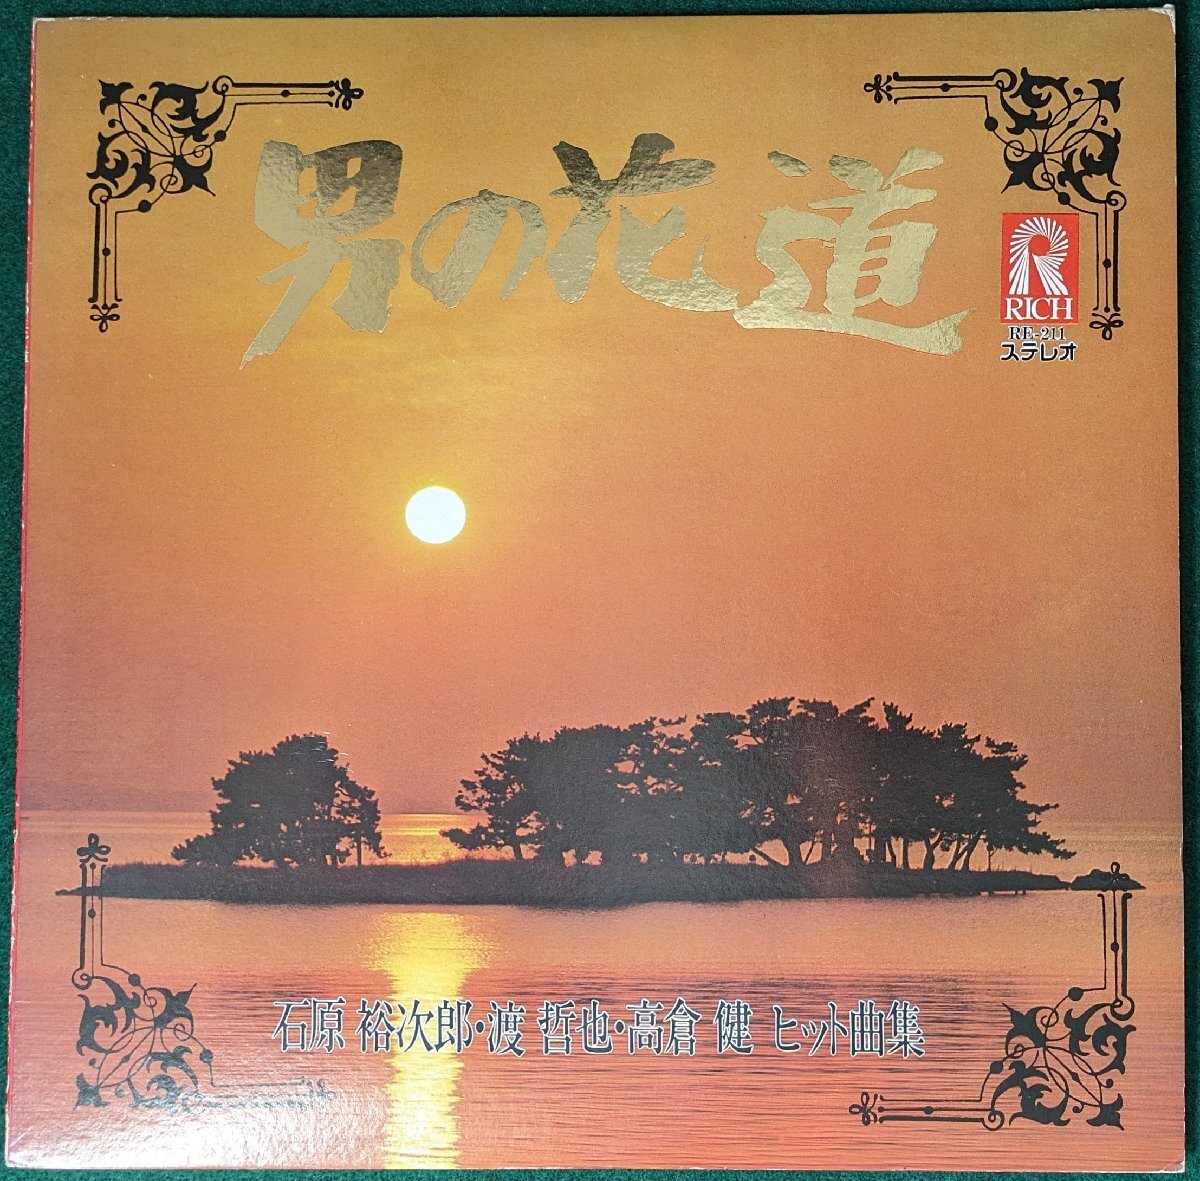 男の花道
RICH
RE-211
ステレオ
石原 裕次郎・渡 哲也・高倉 健 ヒット曲集